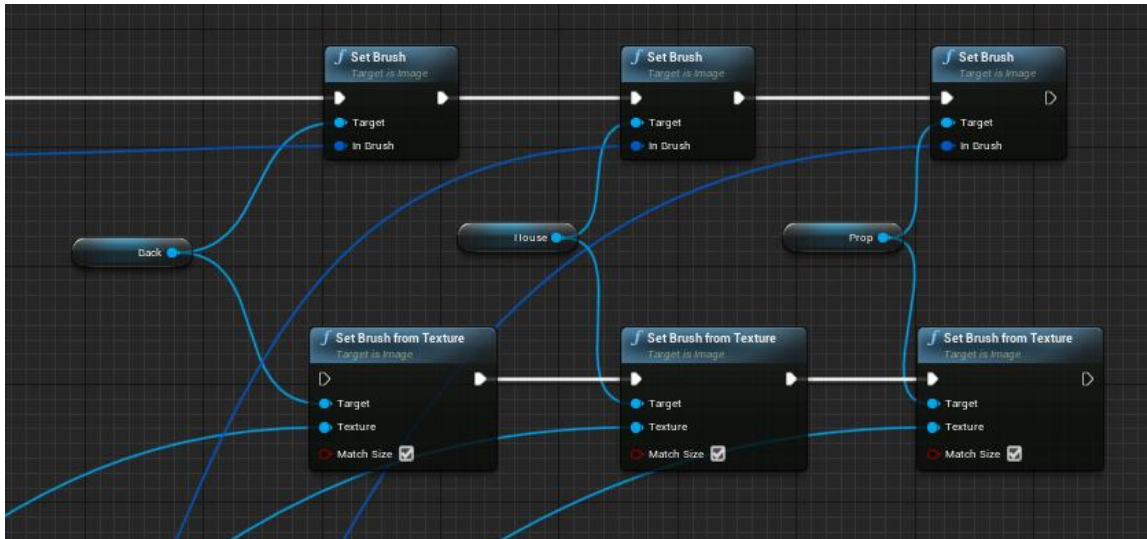 Set Brush
Target is Image
Target
In Brush
Set Brush
Target is Image
Target
In Brush
Set Brush
Target is Image
Target
In Brush
Back
House
Prop
Set Brush from Texture
Target is Image
Target
Texture
Match Size
Set Brush from Texture
Target is Image
Target
Texture
Match Size
Set Brush from Texture
Target is Image
Target
Texture
Match Size